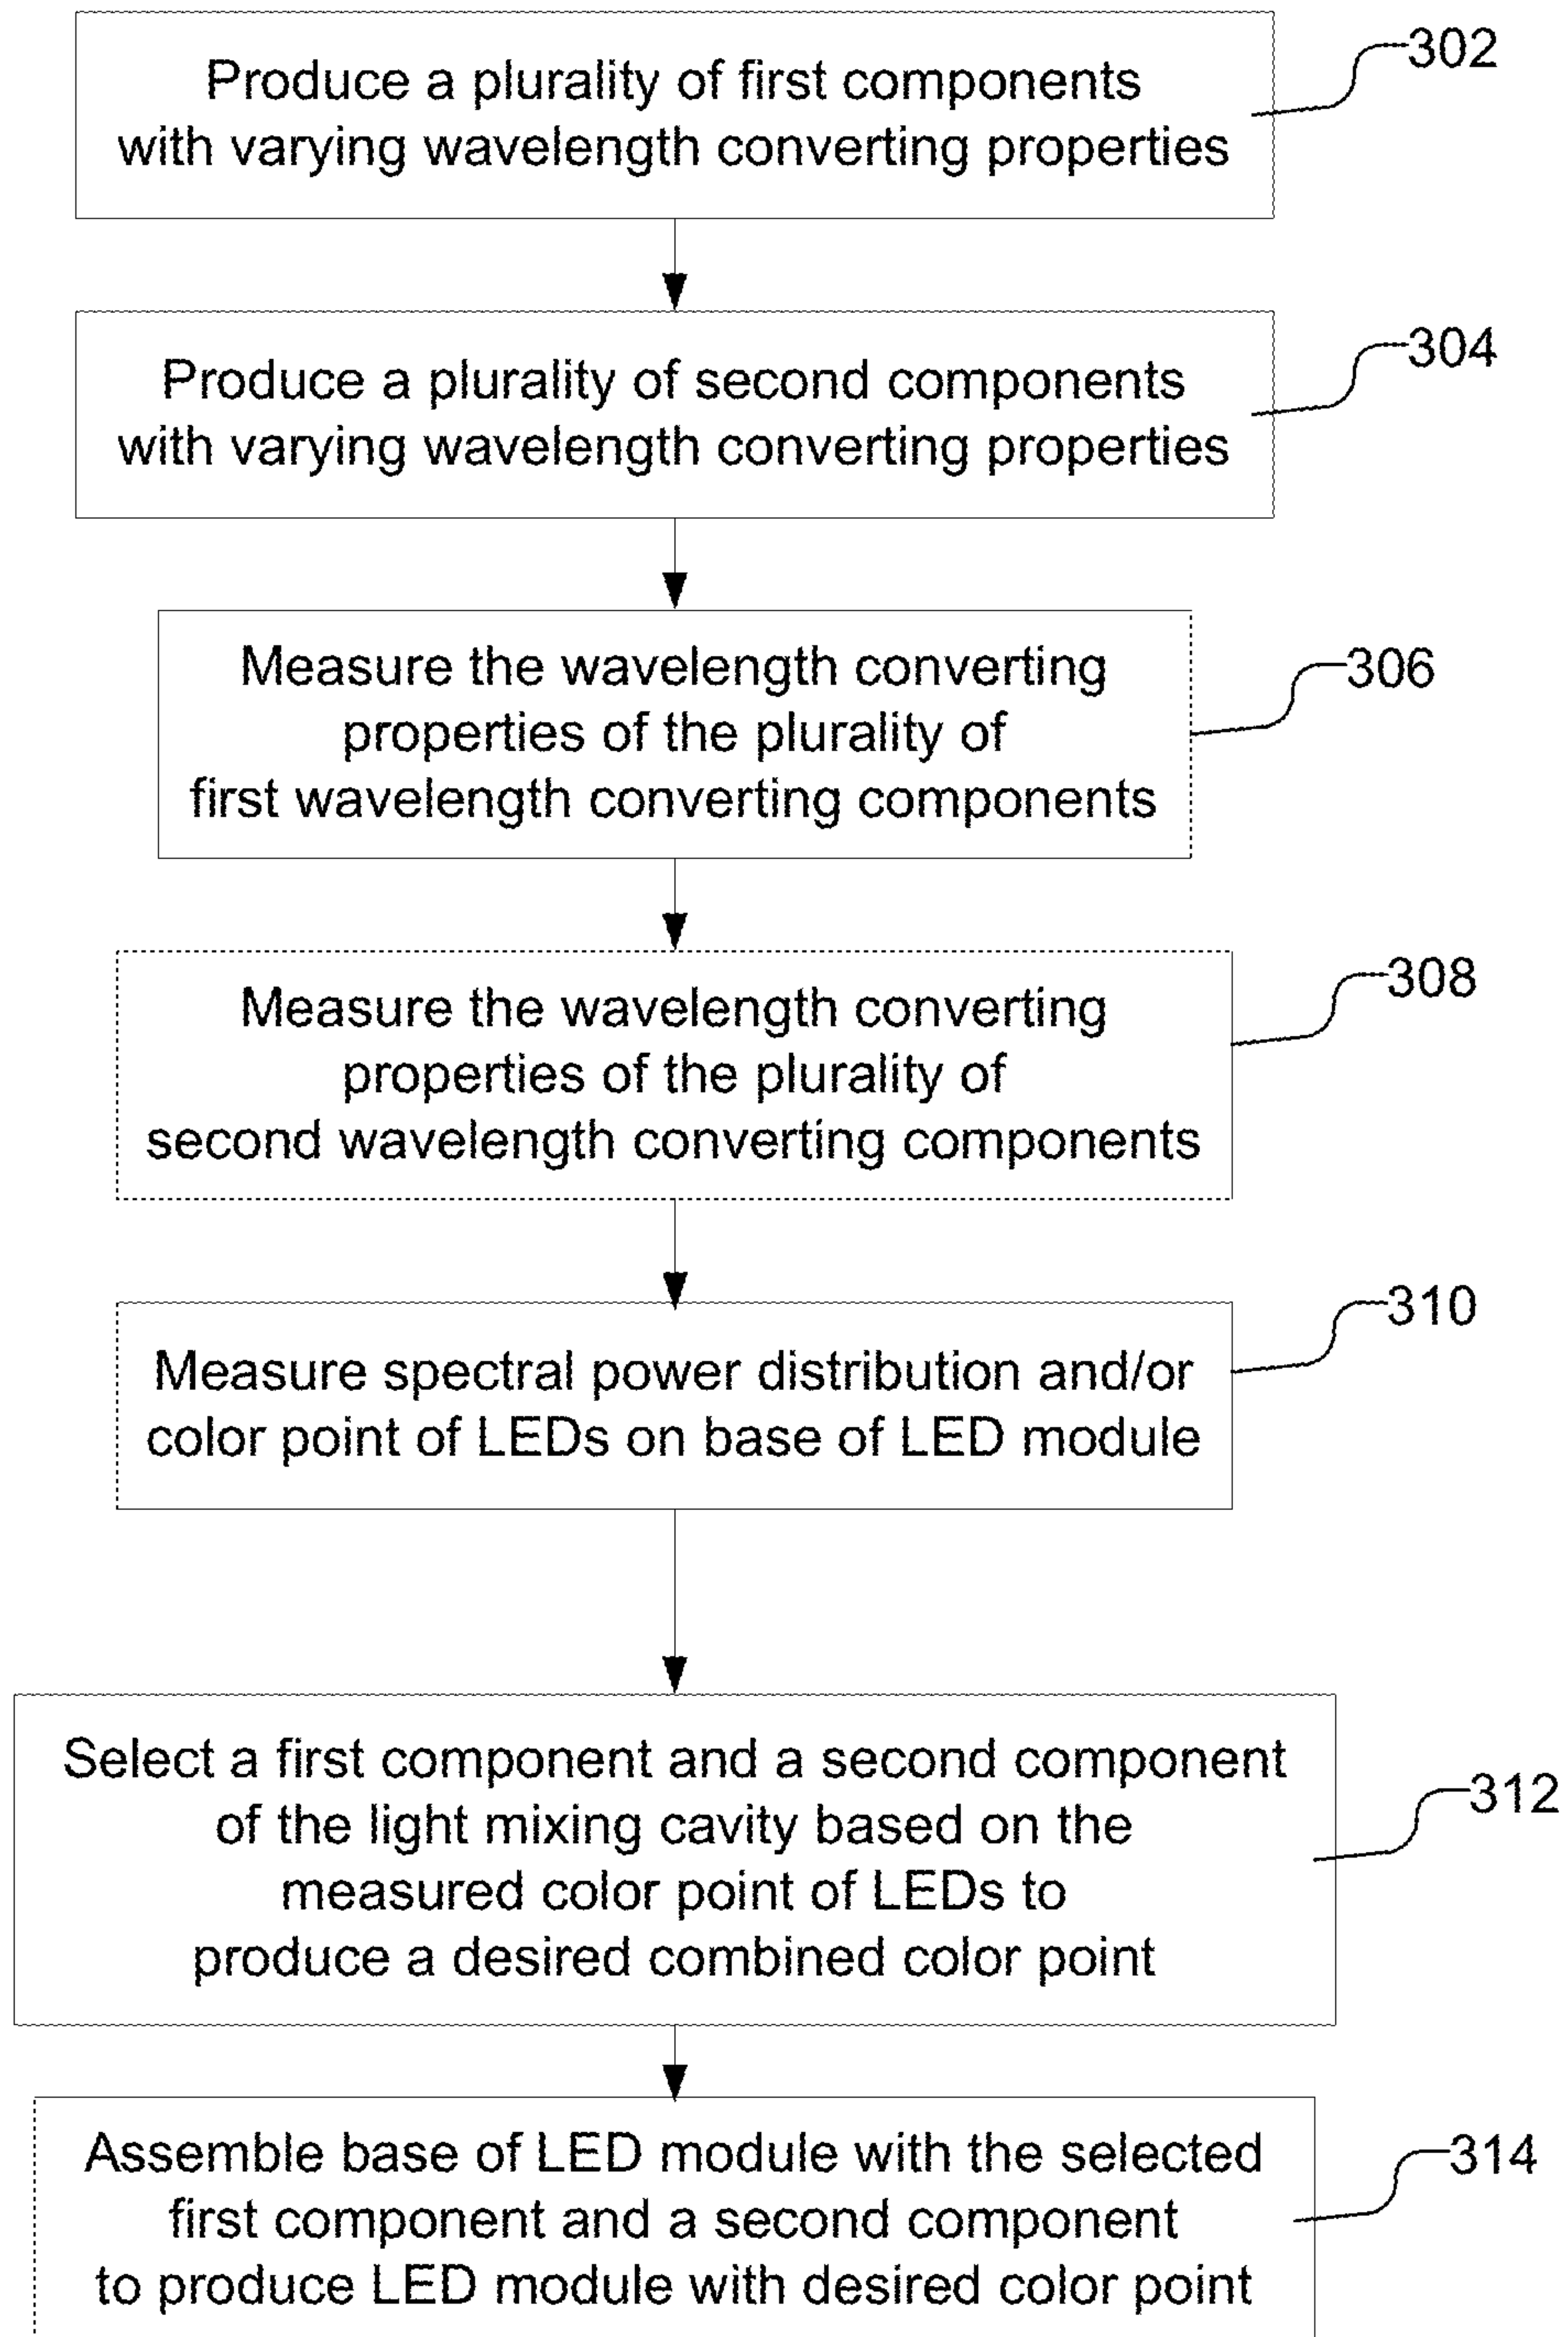 302
Produce a plurality of first components
with varying wavelength converting properties
304
Produce a plurality of second components
with varying wavelength converting properties
306
Measure the wavelength converting
properties of the plurality of
first wavelength converting components
308
Measure the wavelength converting
properties of the plurality of
second wavelength converting components
310
Measure spectral power distribution and/or
color point of LEDs on base of LED module
312
Select a first component and a second component
of the light mixing cavity based on the
measured color point of LEDs to
produce a desired combined color point
314
Assemble base of LED module with the selected
first component and a second component
to produce LED module with desired color point